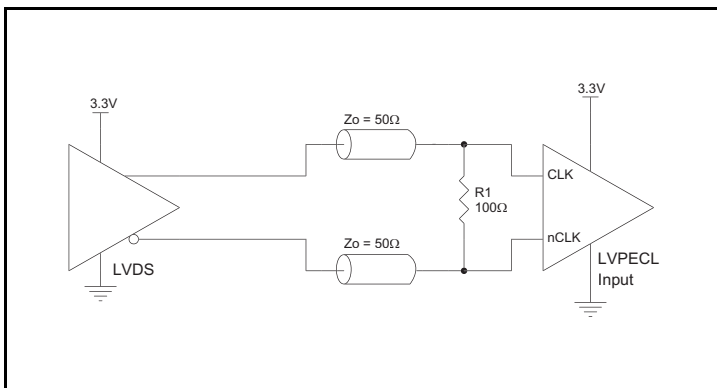 3.3V
LVDS
Zo = 50Ω
Zo = 50Ω
R1
100Ω
3.3V
CLK
nCLK
LVPECL
Input